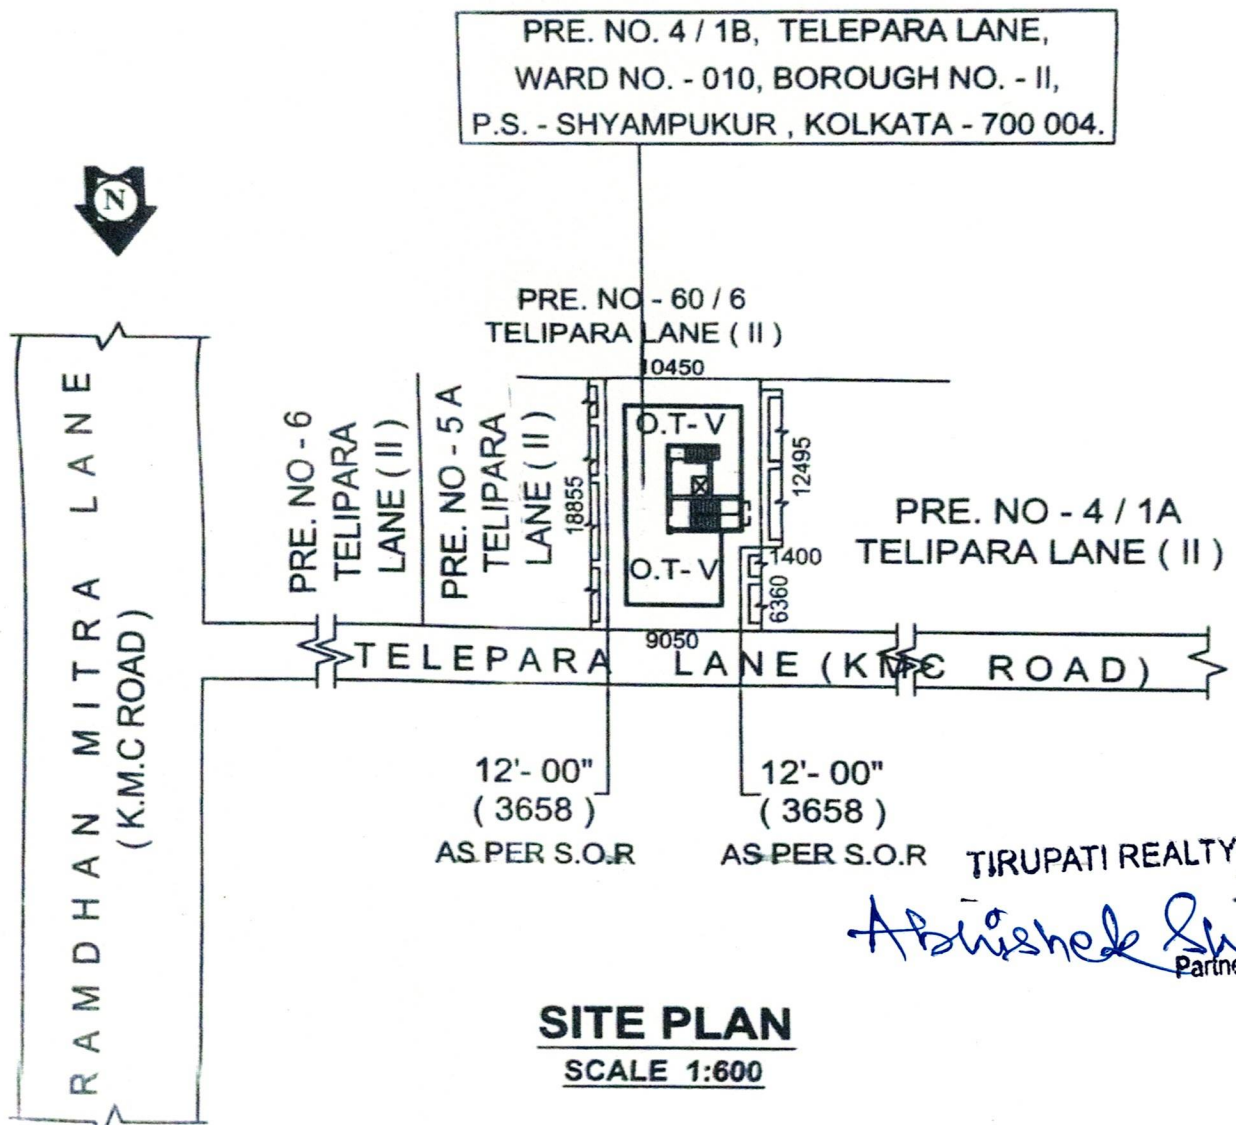 PRE. NO. 4 / 1B, TELEPARA LANE,
WARD NO. - 010, BOROUGH NO. - II,
P.S. - SHYAMPUKUR , KOLKATA - 700 004.
N
PRE. NO - 60 / 6
TELIPARA LANE ( II )
10450
RAMDHAN MITRA LANE
( K.M.C ROAD )
PRE. NO - 6
TELIPARA
LANE ( II )
PRE. NO - 5 A
TELIPARA
LANE ( II )
18855
O.T- V
O.T- V
12495
1400
6360
PRE. NO - 4 / 1A
TELIPARA LANE ( II )
9050
TELEPARA LANE (KMC ROAD)
12'- 00"
( 3658 )
AS PER S.O.R
12'- 00"
( 3658 )
AS PER S.O.R
TIRUPATI REALTY
Abhishek
Partne
SITE PLAN
SCALE 1:600